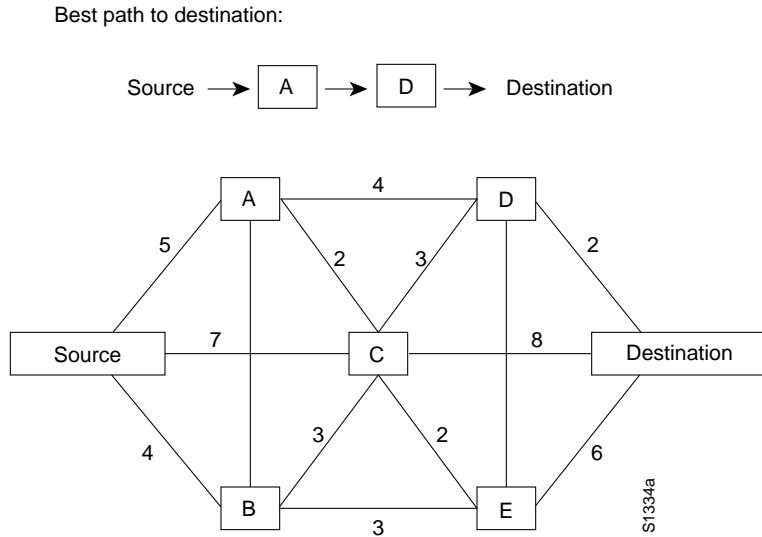 Best path to destination:
Source A D Destination
A 4 D
5 2 3 2
Source 7 C 8 Destination
4 3 2 6
B 3 E
S1334a